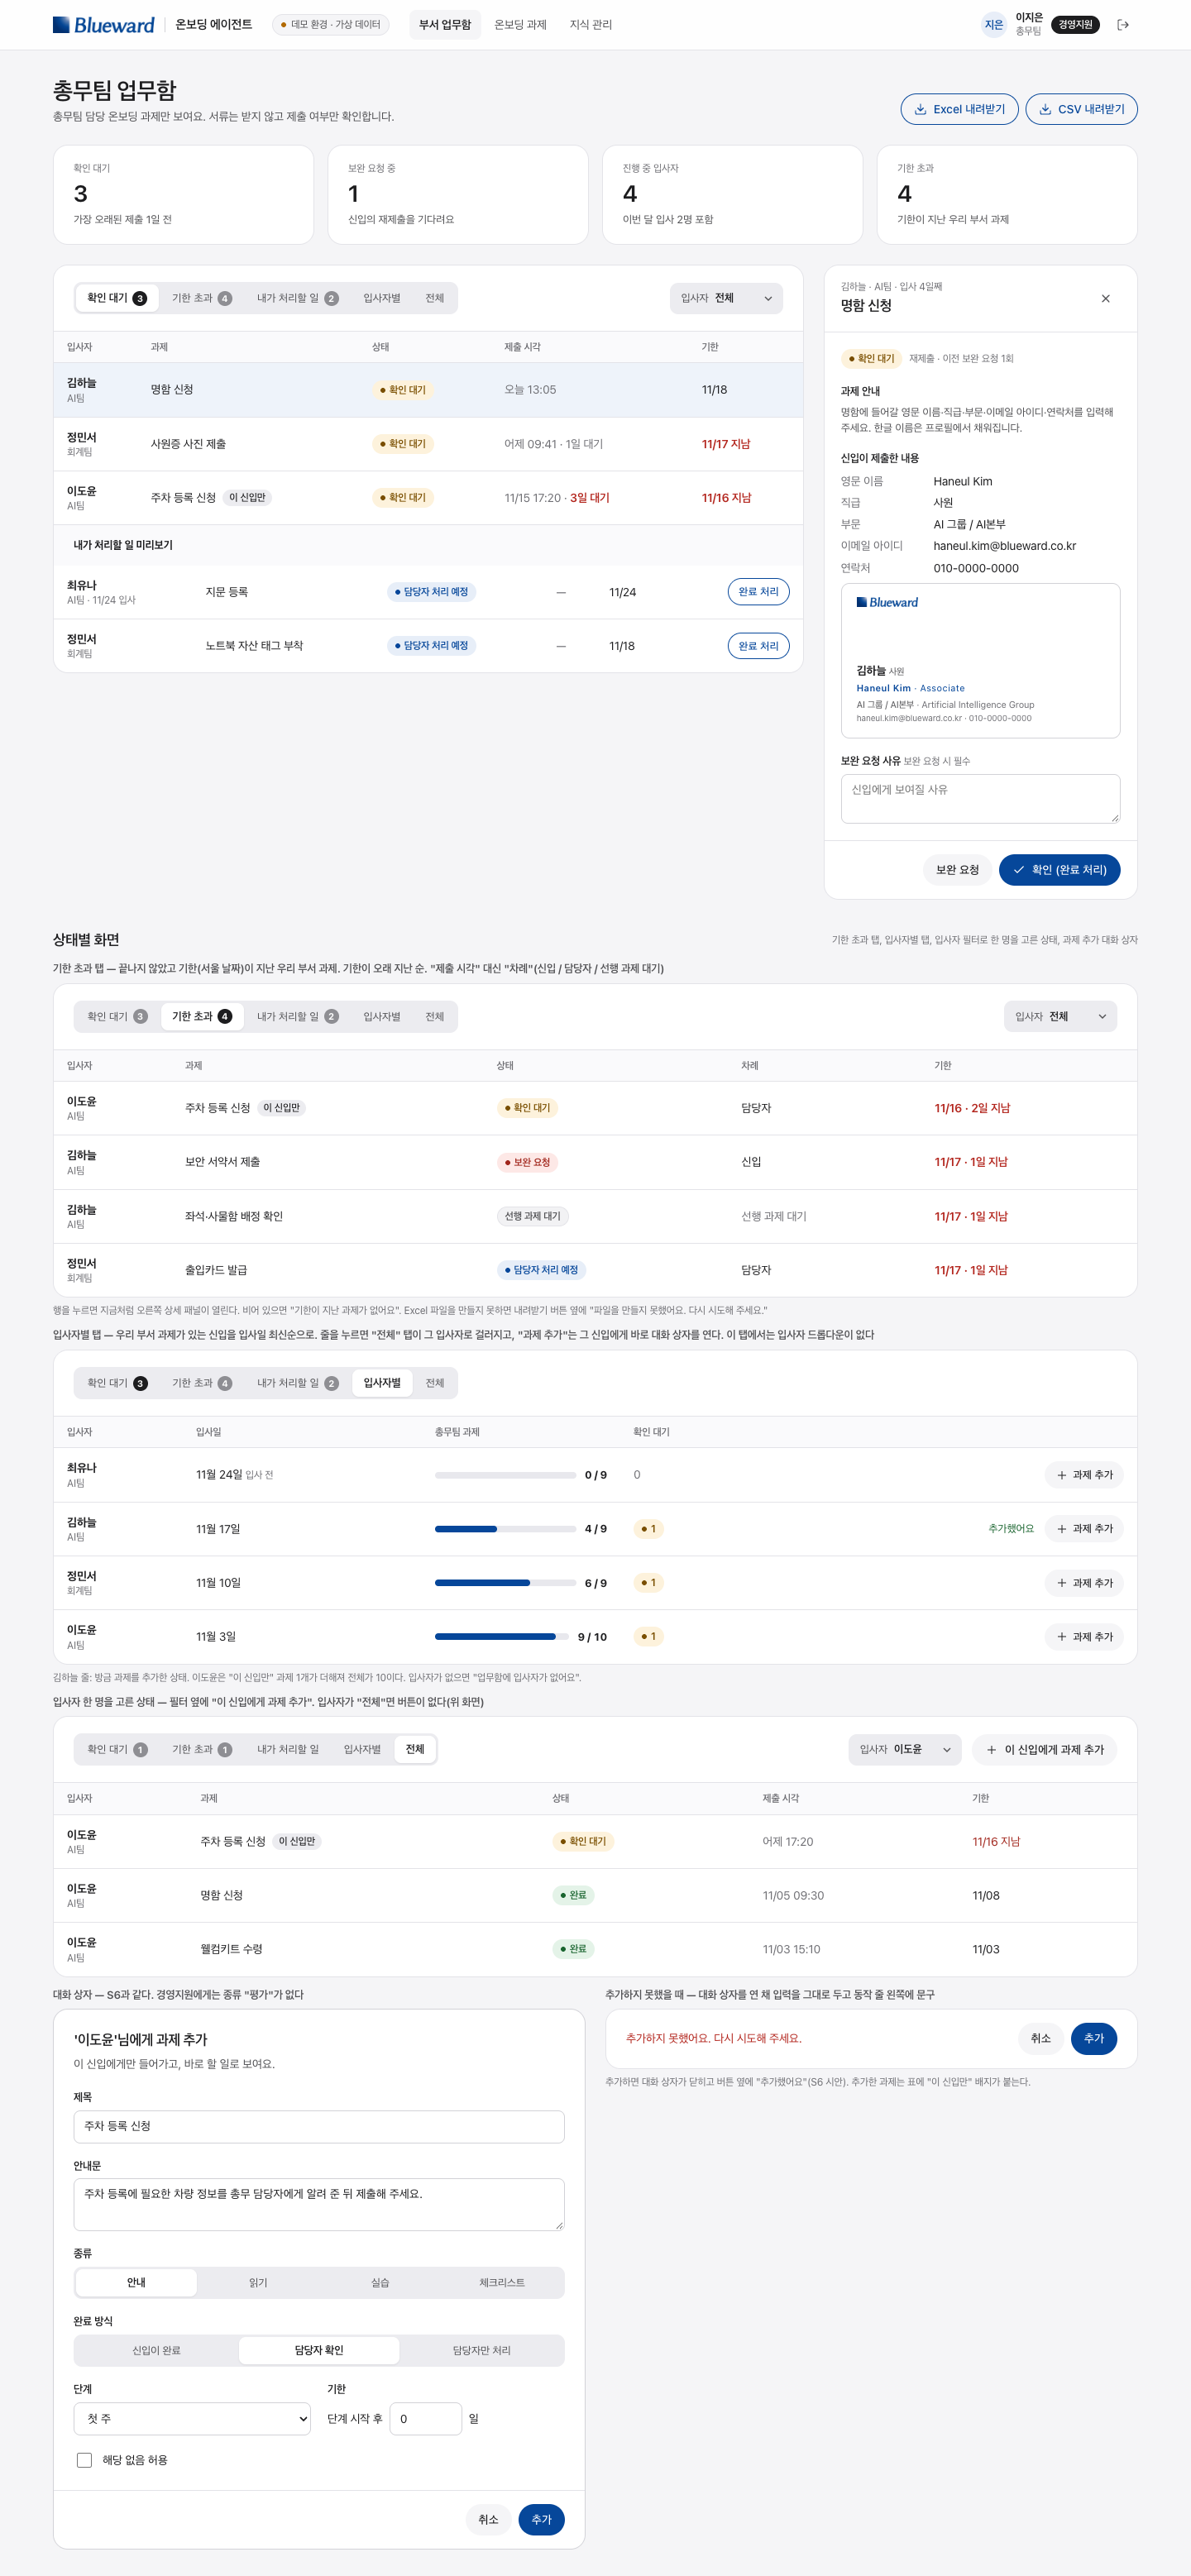 Blueward 온보딩 에이전트 데모 환경 · 가상 데이터 부서 업무함 온보딩 과제 지식 관리 지은 이지은 총무팀 경영지원
총무팀 업무함
총무팀 담당 온보딩 과제만 보여요. 서류는 받지 않고 제출 여부만 확인합니다.
Excel 내려받기 CSV 내려받기
확인 대기
3
가장 오래된 제출 1일 전
보완 요청 중
1
신입의 재제출을 기다려요
진행 중 입사자
4
이번 달 입사 2명 포함
기한 초과
4
기한이 지난 우리 부서 과제
확인 대기 3 기한 초과 4 내가 처리할 일 2 입사자별 전체 입사자 전체
입사자 과제 상태 제출 시각 기한
김하늘 AI팀 명함 신청 확인 대기 오늘 13:05 11/18
정민서 회계팀 사원증 사진 제출 확인 대기 어제 09:41 · 1일 대기 11/17 지남
이도윤 AI팀 주차 등록 신청 이 신입만 확인 대기 11/15 17:20 · 3일 대기 11/16 지남
내가 처리할 일 미리보기
최유나 AI팀 · 11/24 입사 지문 등록 담당자 처리 예정 — 11/24 완료 처리
정민서 회계팀 노트북 자산 태그 부착 담당자 처리 예정 — 11/18 완료 처리
김하늘 · AI팀 · 입사 4일째
명함 신청
확인 대기 재제출 · 이전 보완 요청 1회
과제 안내
명함에 들어갈 영문 이름·직급·부문·이메일 아이디·연락처를 입력해
주세요. 한글 이름은 프로필에서 채워집니다.
신입이 제출한 내용
영문 이름 Haneul Kim
직급 사원
부문 AI 그룹 / AI본부
이메일 아이디 haneul.kim@blueward.co.kr
연락처 010-0000-0000
Blueward
김하늘 사원
Haneul Kim · Associate
AI 그룹 / AI본부 · Artificial Intelligence Group
haneul.kim@blueward.co.kr · 010-0000-0000
보완 요청 사유 보완 요청 시 필수
신입에게 보여질 사유
보완 요청 확인 (완료 처리)
상태별 화면 기한 초과 탭, 입사자별 탭, 입사자 필터로 한 명을 고른 상태, 과제 추가 대화 상자
기한 초과 탭 — 끝나지 않았고 기한(서울 날짜)이 지난 우리 부서 과제. 기한이 오래 지난 순. "제출 시각" 대신 "차례"(신입 / 담당자 / 선행 과제 대기)
확인 대기 3 기한 초과 4 내가 처리할 일 2 입사자별 전체 입사자 전체
입사자 과제 상태 차례 기한
이도윤 AI팀 주차 등록 신청 이 신입만 확인 대기 담당자 11/16 · 2일 지남
김하늘 AI팀 보안 서약서 제출 보완 요청 신입 11/17 · 1일 지남
김하늘 AI팀 좌석·사물함 배정 확인 선행 과제 대기 선행 과제 대기 11/17 · 1일 지남
정민서 회계팀 출입카드 발급 담당자 처리 예정 담당자 11/17 · 1일 지남
행을 누르면 지금처럼 오른쪽 상세 패널이 열린다. 비어 있으면 "기한이 지난 과제가 없어요". Excel 파일을 만들지 못하면 내려받기 버튼 옆에 "파일을 만들지 못했어요. 다시 시도해 주세요."
입사자별 탭 — 우리 부서 과제가 있는 신입을 입사일 최신순으로. 줄을 누르면 "전체" 탭이 그 입사자로 걸러지고, "과제 추가"는 그 신입에게 바로 대화 상자를 연다. 이 탭에서는 입사자 드롭다운이 없다
확인 대기 3 기한 초과 4 내가 처리할 일 2 입사자별 전체
입사자 입사일 총무팀 과제 확인 대기
최유나 AI팀 11월 24일 입사 전 0 / 9 0 과제 추가
김하늘 AI팀 11월 17일 4 / 9 1 추가했어요 과제 추가
정민서 회계팀 11월 10일 6 / 9 1 과제 추가
이도윤 AI팀 11월 3일 9 / 10 1 과제 추가
김하늘 줄: 방금 과제를 추가한 상태. 이도윤은 "이 신입만" 과제 1개가 더해져 전체가 10이다. 입사자가 없으면 "업무함에 입사자가 없어요".
입사자 한 명을 고른 상태 — 필터 옆에 "이 신입에게 과제 추가". 입사자가 "전체"면 버튼이 없다(위 화면)
확인 대기 1 기한 초과 1 내가 처리할 일 입사자별 전체 입사자 이도윤 이 신입에게 과제 추가
입사자 과제 상태 제출 시각 기한
이도윤 AI팀 주차 등록 신청 이 신입만 확인 대기 어제 17:20 11/16 지남
이도윤 AI팀 명함 신청 완료 11/05 09:30 11/08
이도윤 AI팀 웰컴키트 수령 완료 11/03 15:10 11/03
대화 상자 — S6과 같다. 경영지원에게는 종류 "평가"가 없다
'이도윤'님에게 과제 추가
이 신입에게만 들어가고, 바로 할 일로 보여요.
제목
주차 등록 신청
안내문
주차 등록에 필요한 차량 정보를 총무 담당자에게 알려 준 뒤 제출해 주세요.
종류
안내 읽기 실습 체크리스트
완료 방식
신입이 완료 담당자 확인 담당자만 처리
단계 기한
첫 주 단계 시작 후 0 일
해당 없음 허용
취소 추가
추가하지 못했을 때 — 대화 상자를 연 채 입력을 그대로 두고 동작 줄 왼쪽에 문구
추가하지 못했어요. 다시 시도해 주세요. 취소 추가
추가하면 대화 상자가 닫히고 버튼 옆에 "추가했어요"(S6 시안). 추가한 과제는 표에 "이 신입만" 배지가 붙는다.